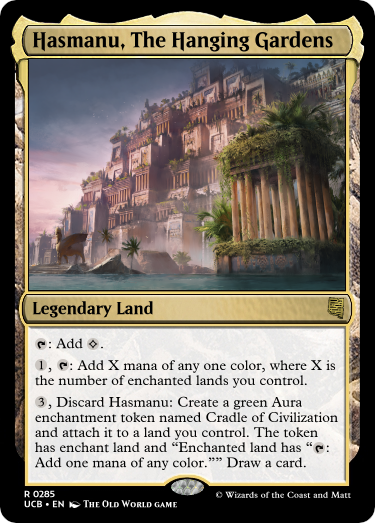 Hasmanu, The Hanging Gardens
Legendary Land
: Add .
1, : Add X mana of any one color, where X is
the number of enchanted lands you control.
3, Discard Hasmanu: Create a green Aura
enchantment token named Cradle of Civilization
and attach it to a land you control. The token
has enchant land and “Enchanted land has “:
Add one mana of any color.”” Draw a card.
R 0285
UCB • EN The Old World game
© Wizards of the Coast and Matt